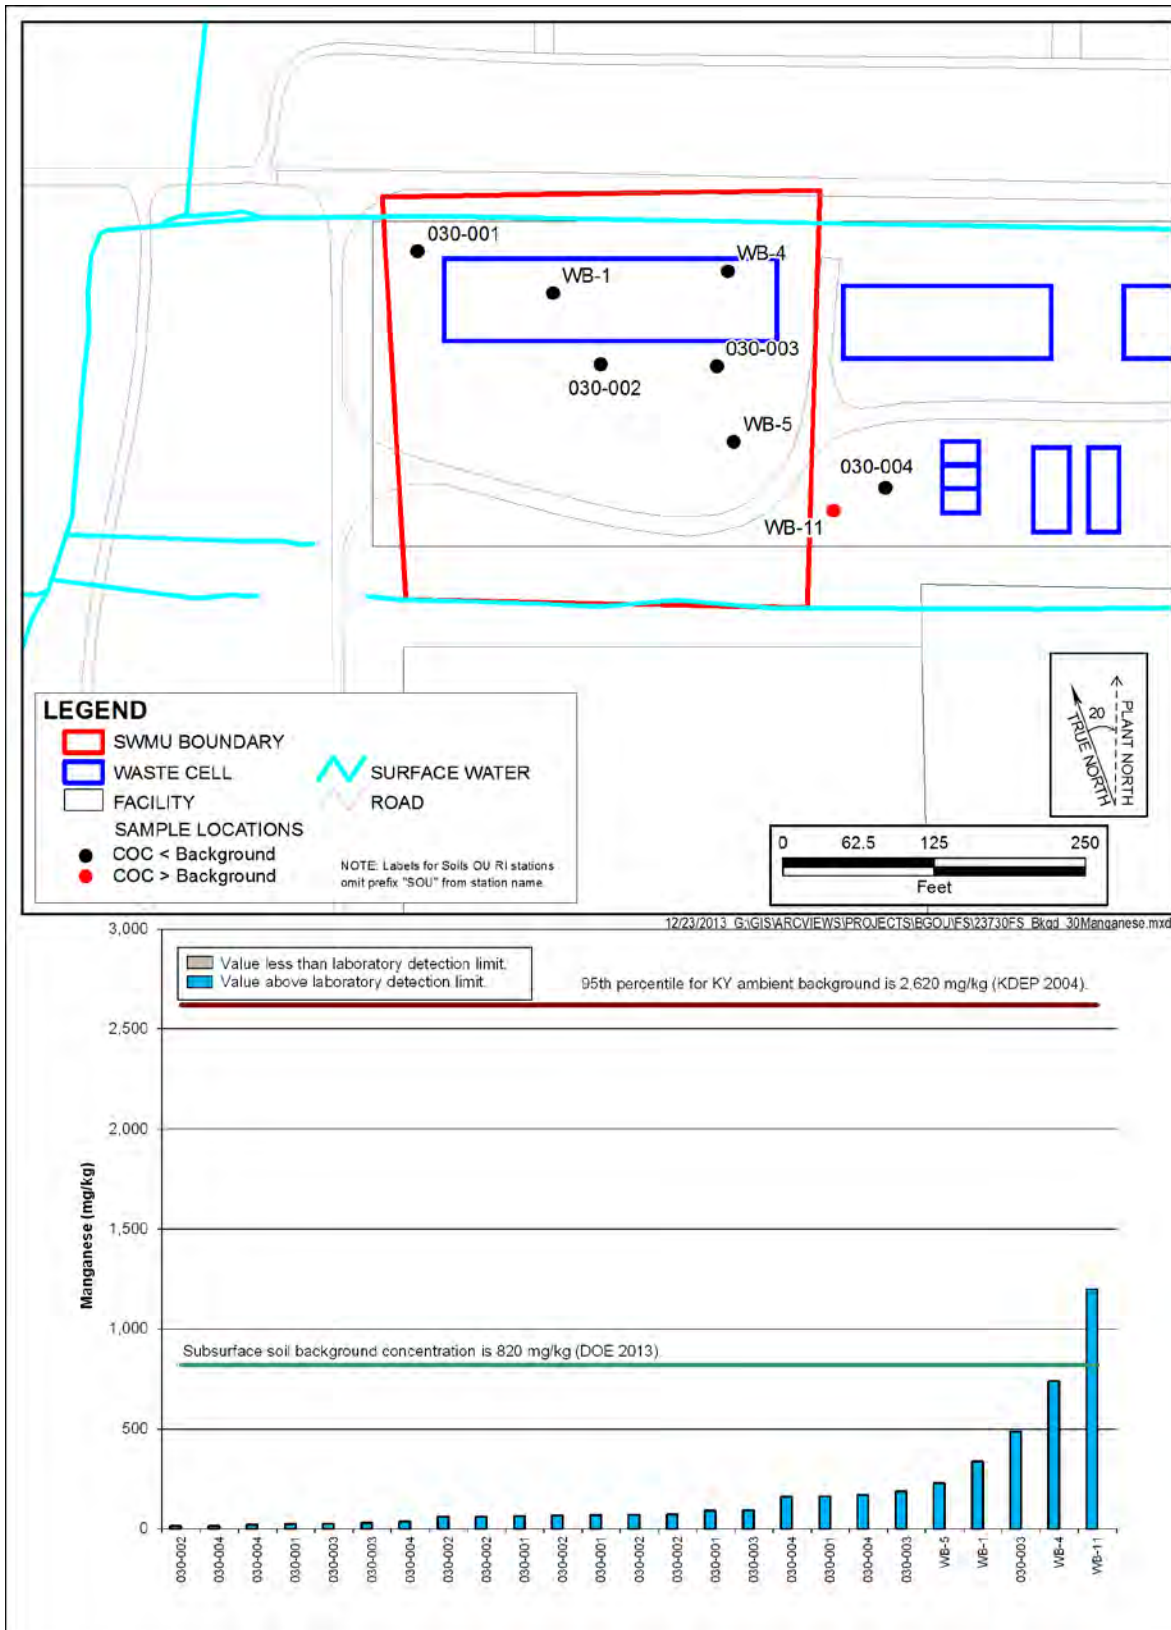 030-001
WB-1
WB-4
030-003
030-002
WB-5
030-004
WB-11
LEGEND
SWMU BOUNDARY
WASTE CELL
FACILITY
SURFACE WATER
ROAD
SAMPLE LOCATIONS
COC < Background
COC > Background
NOTE: Labels for Soils OU RI stations
omit prefix "SOU" from station name.
PLANT NORTH
20
TRUE NORTH
0 62.5 125 250
Feet
12/23/2013 G:\GIS\ARCVIEWS\PROJECTS\BGOU\FS\23730FS_Bkgd_30Manganese.mxd
3,000
Value less than laboratory detection limit.
Value above laboratory detection limit.
95th percentile for KY ambient background is 2,620 mg/kg (KDEP 2004).
2,500
2,000
1,500
1,000
Subsurface soil background concentration is 820 mg/kg (DOE 2013).
500
0
Manganese (mg/kg)
030-002
030-004
030-004
030-001
030-003
030-003
030-004
030-002
030-002
030-001
030-002
030-001
030-002
030-002
030-001
030-003
030-004
030-001
030-004
030-003
WB-5
WB-1
030-003
WB-4
WB-11